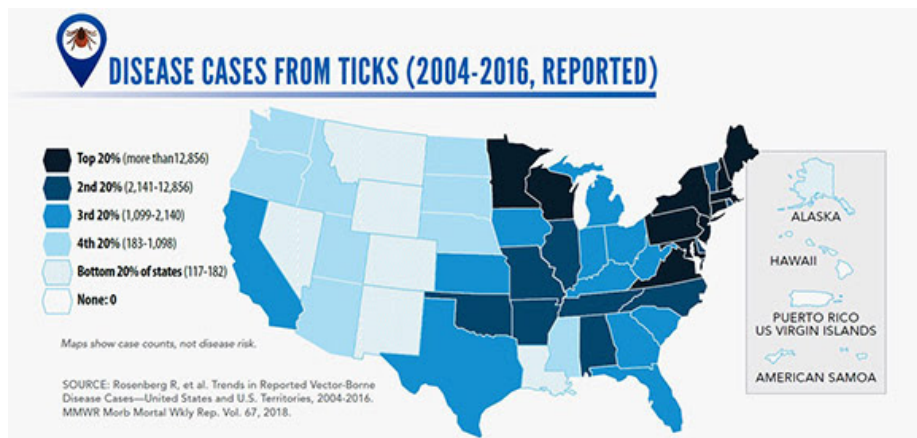 DISEASE CASES FROM TICKS (2004-2016, REPORTED)
Top 20% (more than12,856)
2nd 20% (2,141-12,856)
3rd 20% (1,099-2,140)
4th 20% (183-1,098)
Bottom 20% of states (117-182)
None: 0
Maps show case counts, not disease risk.
SOURCE: Rosenberg R, et al. Trends in Reported Vector-Borne
Disease Cases—United States and U.S. Territories, 2004-2016.
MMWR Morb Mortal Wkly Rep. Vol. 67, 2018.
ALASKA
HAWAII
PUERTO RICO
US VIRGIN ISLANDS
AMERICAN SAMOA